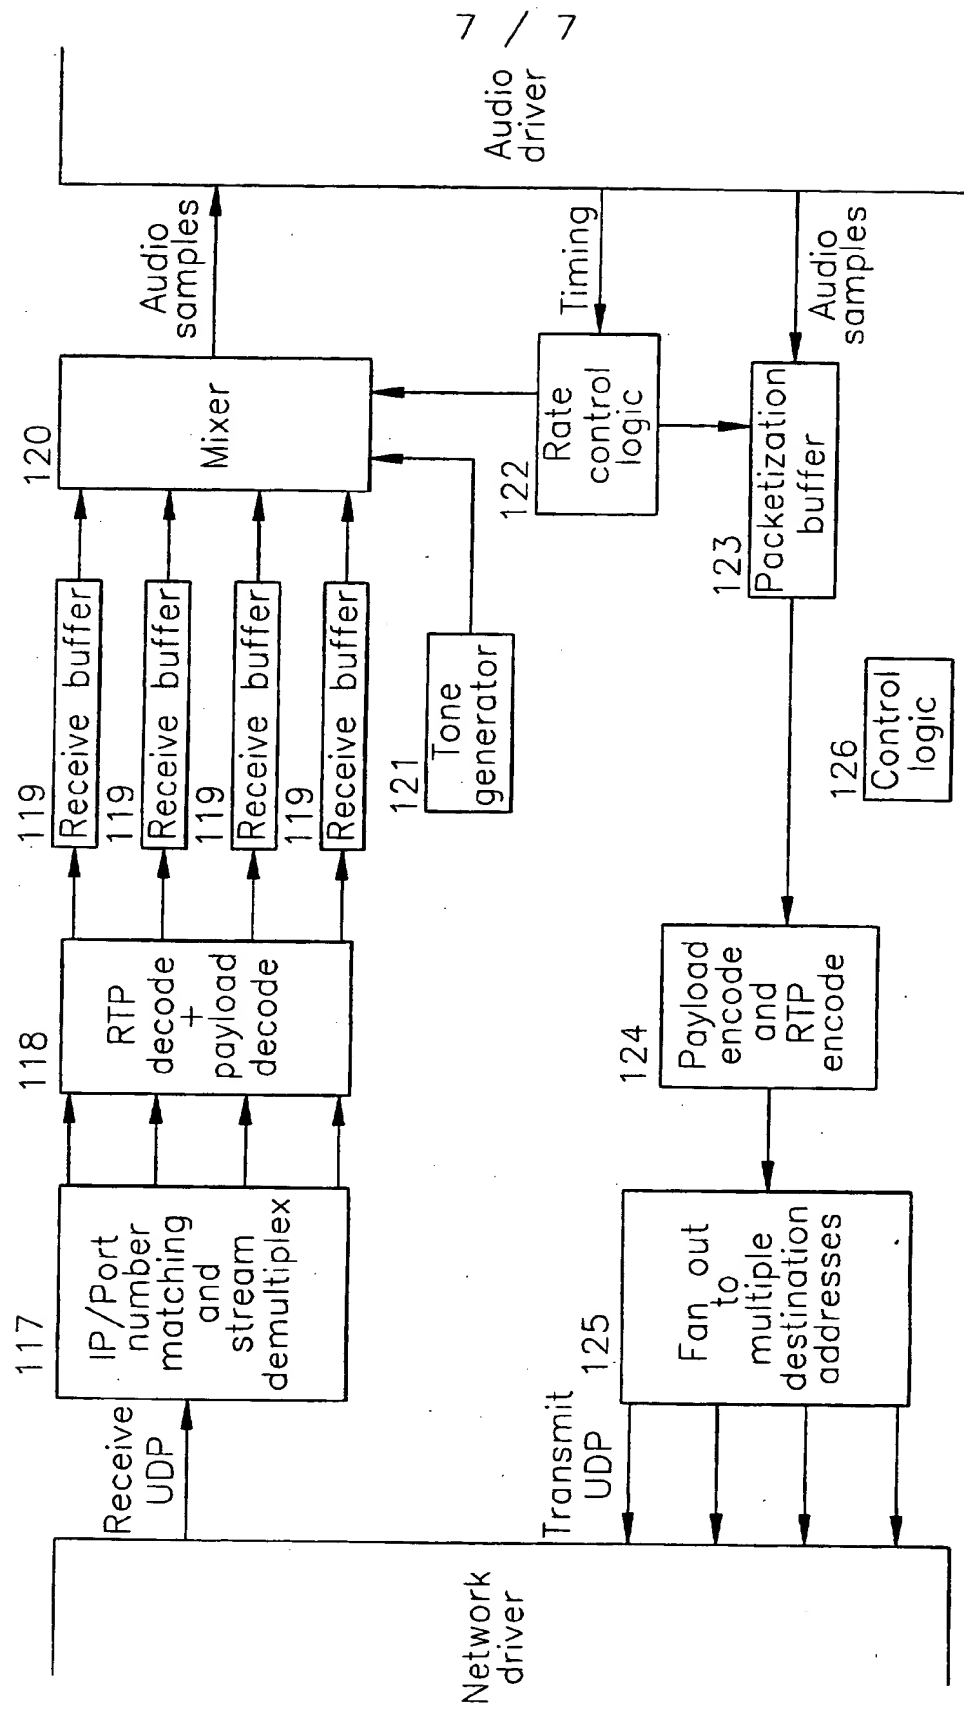 7 / 7
Network
driver
Receive
UDP
117
IP/Port
number
matching
and
stream
demultiplex
118
RTP
decode
+
payload
decode
119
Receive buffer
119
Receive buffer
119
Receive buffer
119
Receive buffer
120
Mixer
Audio
samples
Audio
driver
121
Tone
generator
122
Rate
control
logic
Timing
Audio
samples
123
Packetization
buffer
124
Payload
encode
and
RTP
encode
Transmit
UDP
125
Fan out
to
multiple
destination
addresses
126
Control
logic